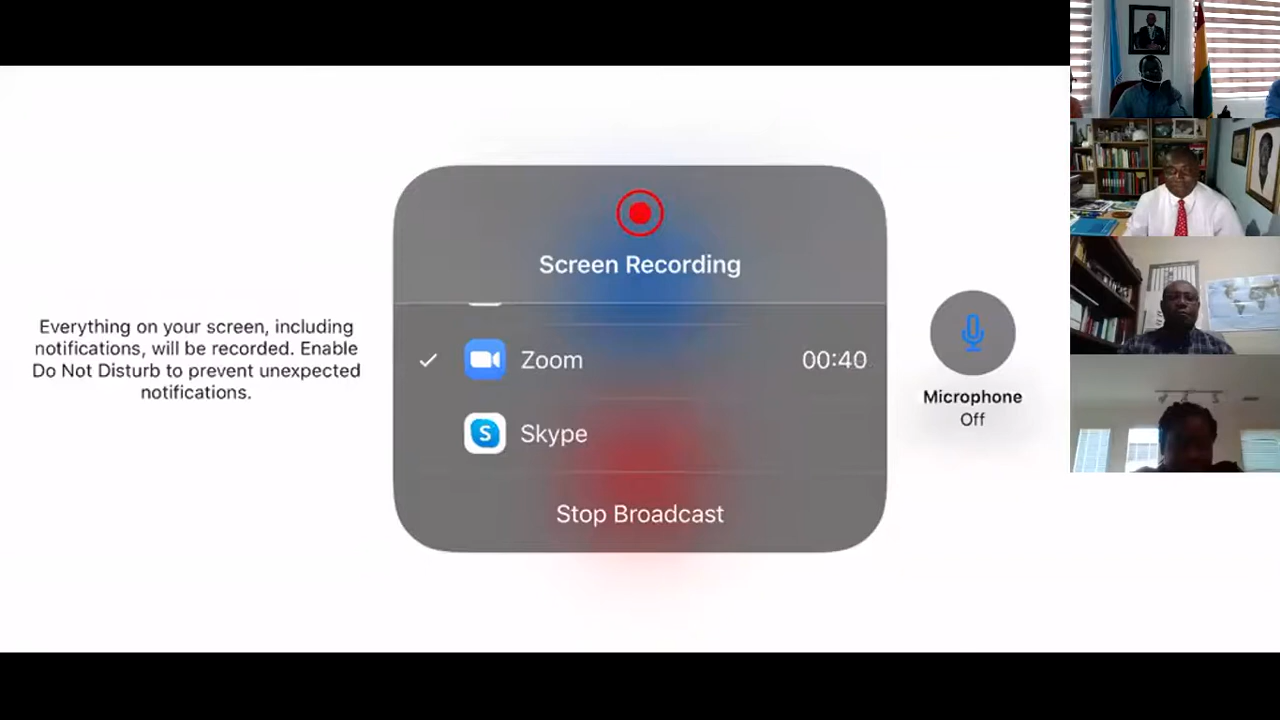 Screen Recording
Everything on your screen, including
notifications, will be recorded. Enable
Do Not Disturb to prevent unexpected
notifications.
Zoom 00:40
Skype
Stop Broadcast
Microphone
Off